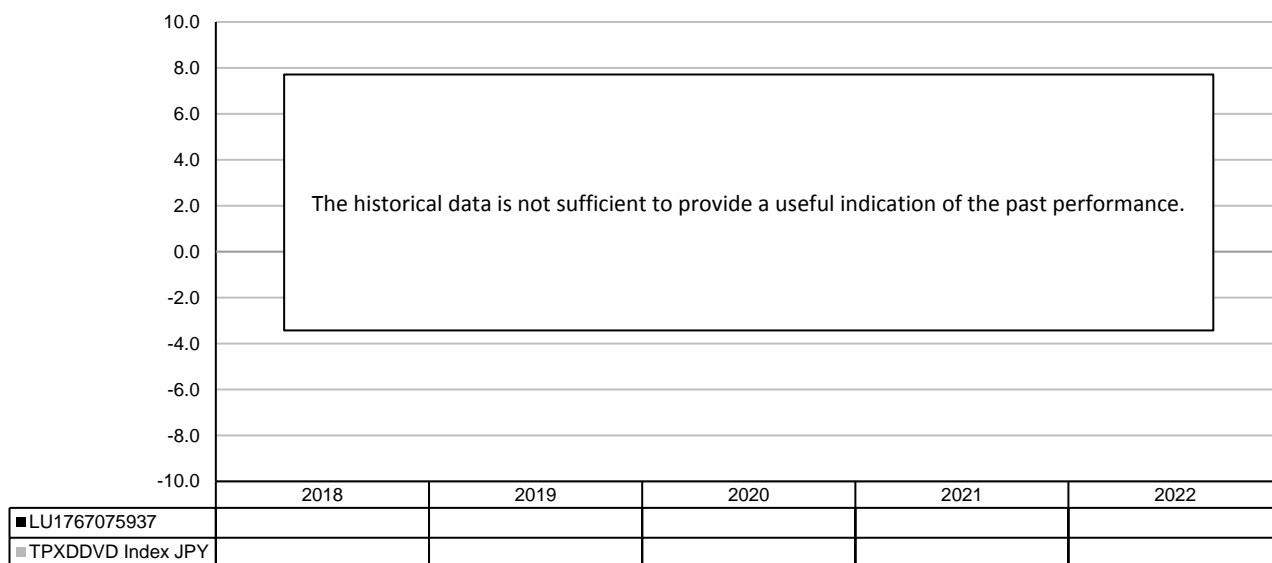 10.0
8.0
6.0
4.0
2.0
0.0
-2.0
-4.0
-6.0
-8.0
-10.0
The historical data is not sufficient to provide a useful indication of the past performance.
2018 2019 2020 2021 2022
LU1767075937
TPXDDVD Index JPY